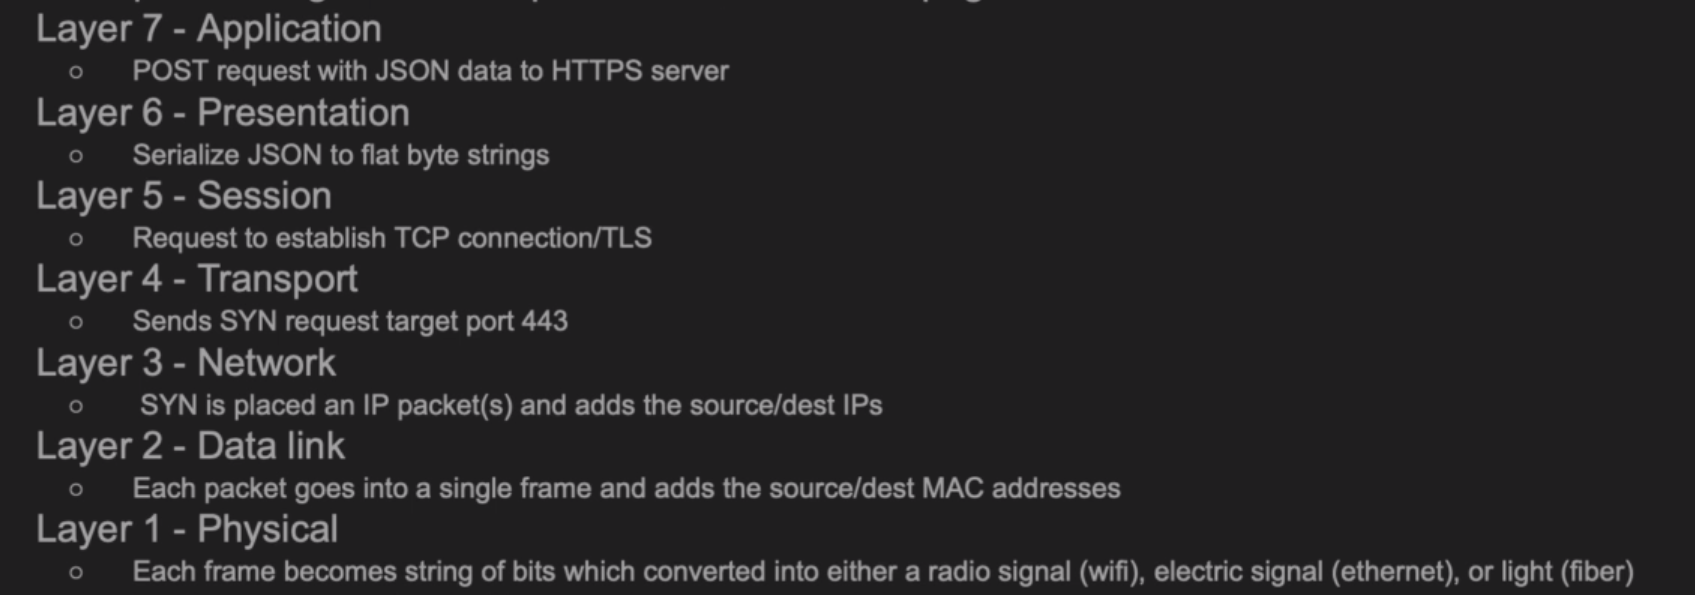 Layer 7 - Application
○ POST request with JSON data to HTTPS server
Layer 6 - Presentation
○ Serialize JSON to flat byte strings
Layer 5 - Session
○ Request to establish TCP connection/TLS
Layer 4 - Transport
○ Sends SYN request target port 443
Layer 3 - Network
○ SYN is placed an IP packet(s) and adds the source/dest IPs
Layer 2 - Data link
○ Each packet goes into a single frame and adds the source/dest MAC addresses
Layer 1 - Physical
○ Each frame becomes string of bits which converted into either a radio signal (wifi), electric signal (ethernet), or light (fiber)